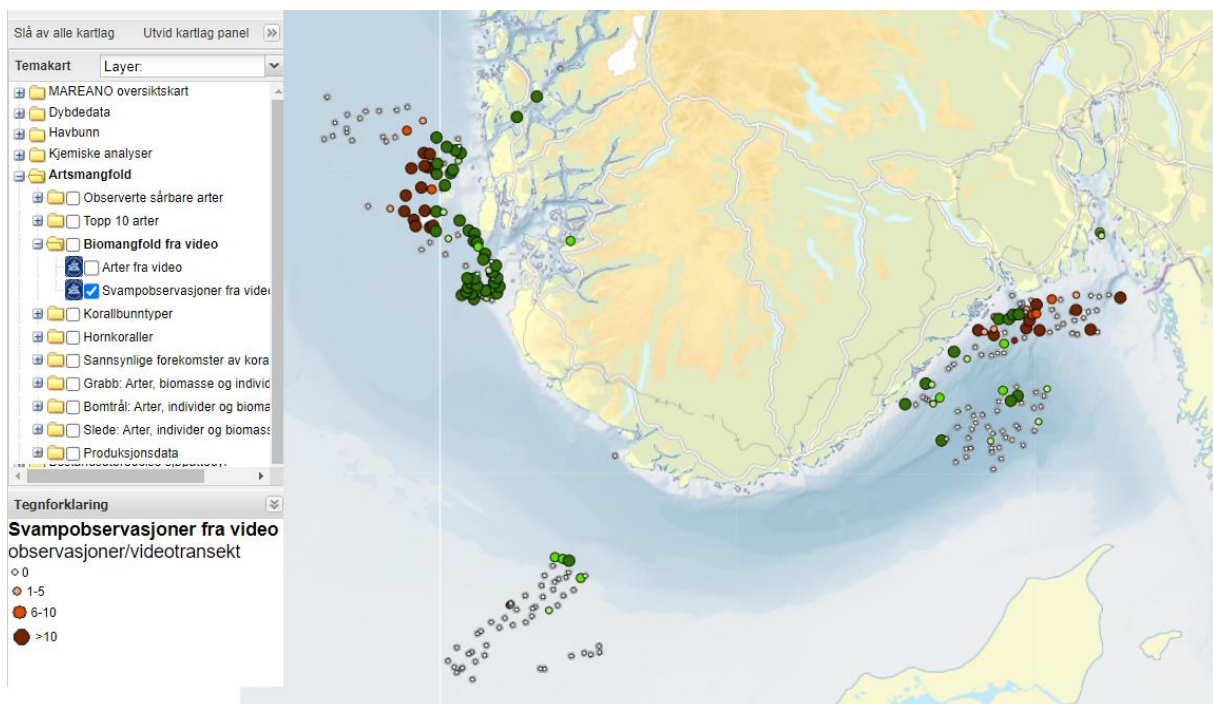 Slå av alle kartlag Utvid kartlag panel
Temakart Layer:
MAREANO oversiktskart
Dybdedata
Havbunn
Kjemiske analyser
Artsmangfold
Observerte sårbare arter
Topp 10 arter
Biomangfold fra video
Arter fra video
Svampobservasjoner fra vide
Korallbunntyper
Hornkoraller
Sannsynlige forekomster av kora
Grabb: Arter, biomasse og individ
Bomtrål: Arter, individer og bioma
Slede: Arter, individer og biomass
Produksjonsdata
Tegnforklaring
Svampobservasjoner fra video
observasjoner/videotransekt
0
1-5
6-10
>10